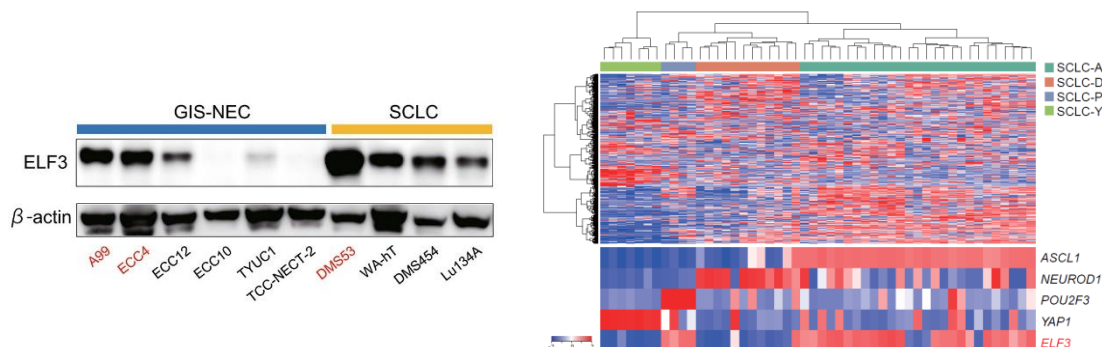 GIS-NEC SCLC
ELF3
β-actin
A99 ECC4 ECC12 ECC10 TYUC1 TCC-NECT-2 DMS53 WA-hT DMS454 Lu134A
SCLC-A
SCLC-D
SCLC-P
SCLC-Y
ASCL1
NEUROD1
POU2F3
YAP1
ELF3